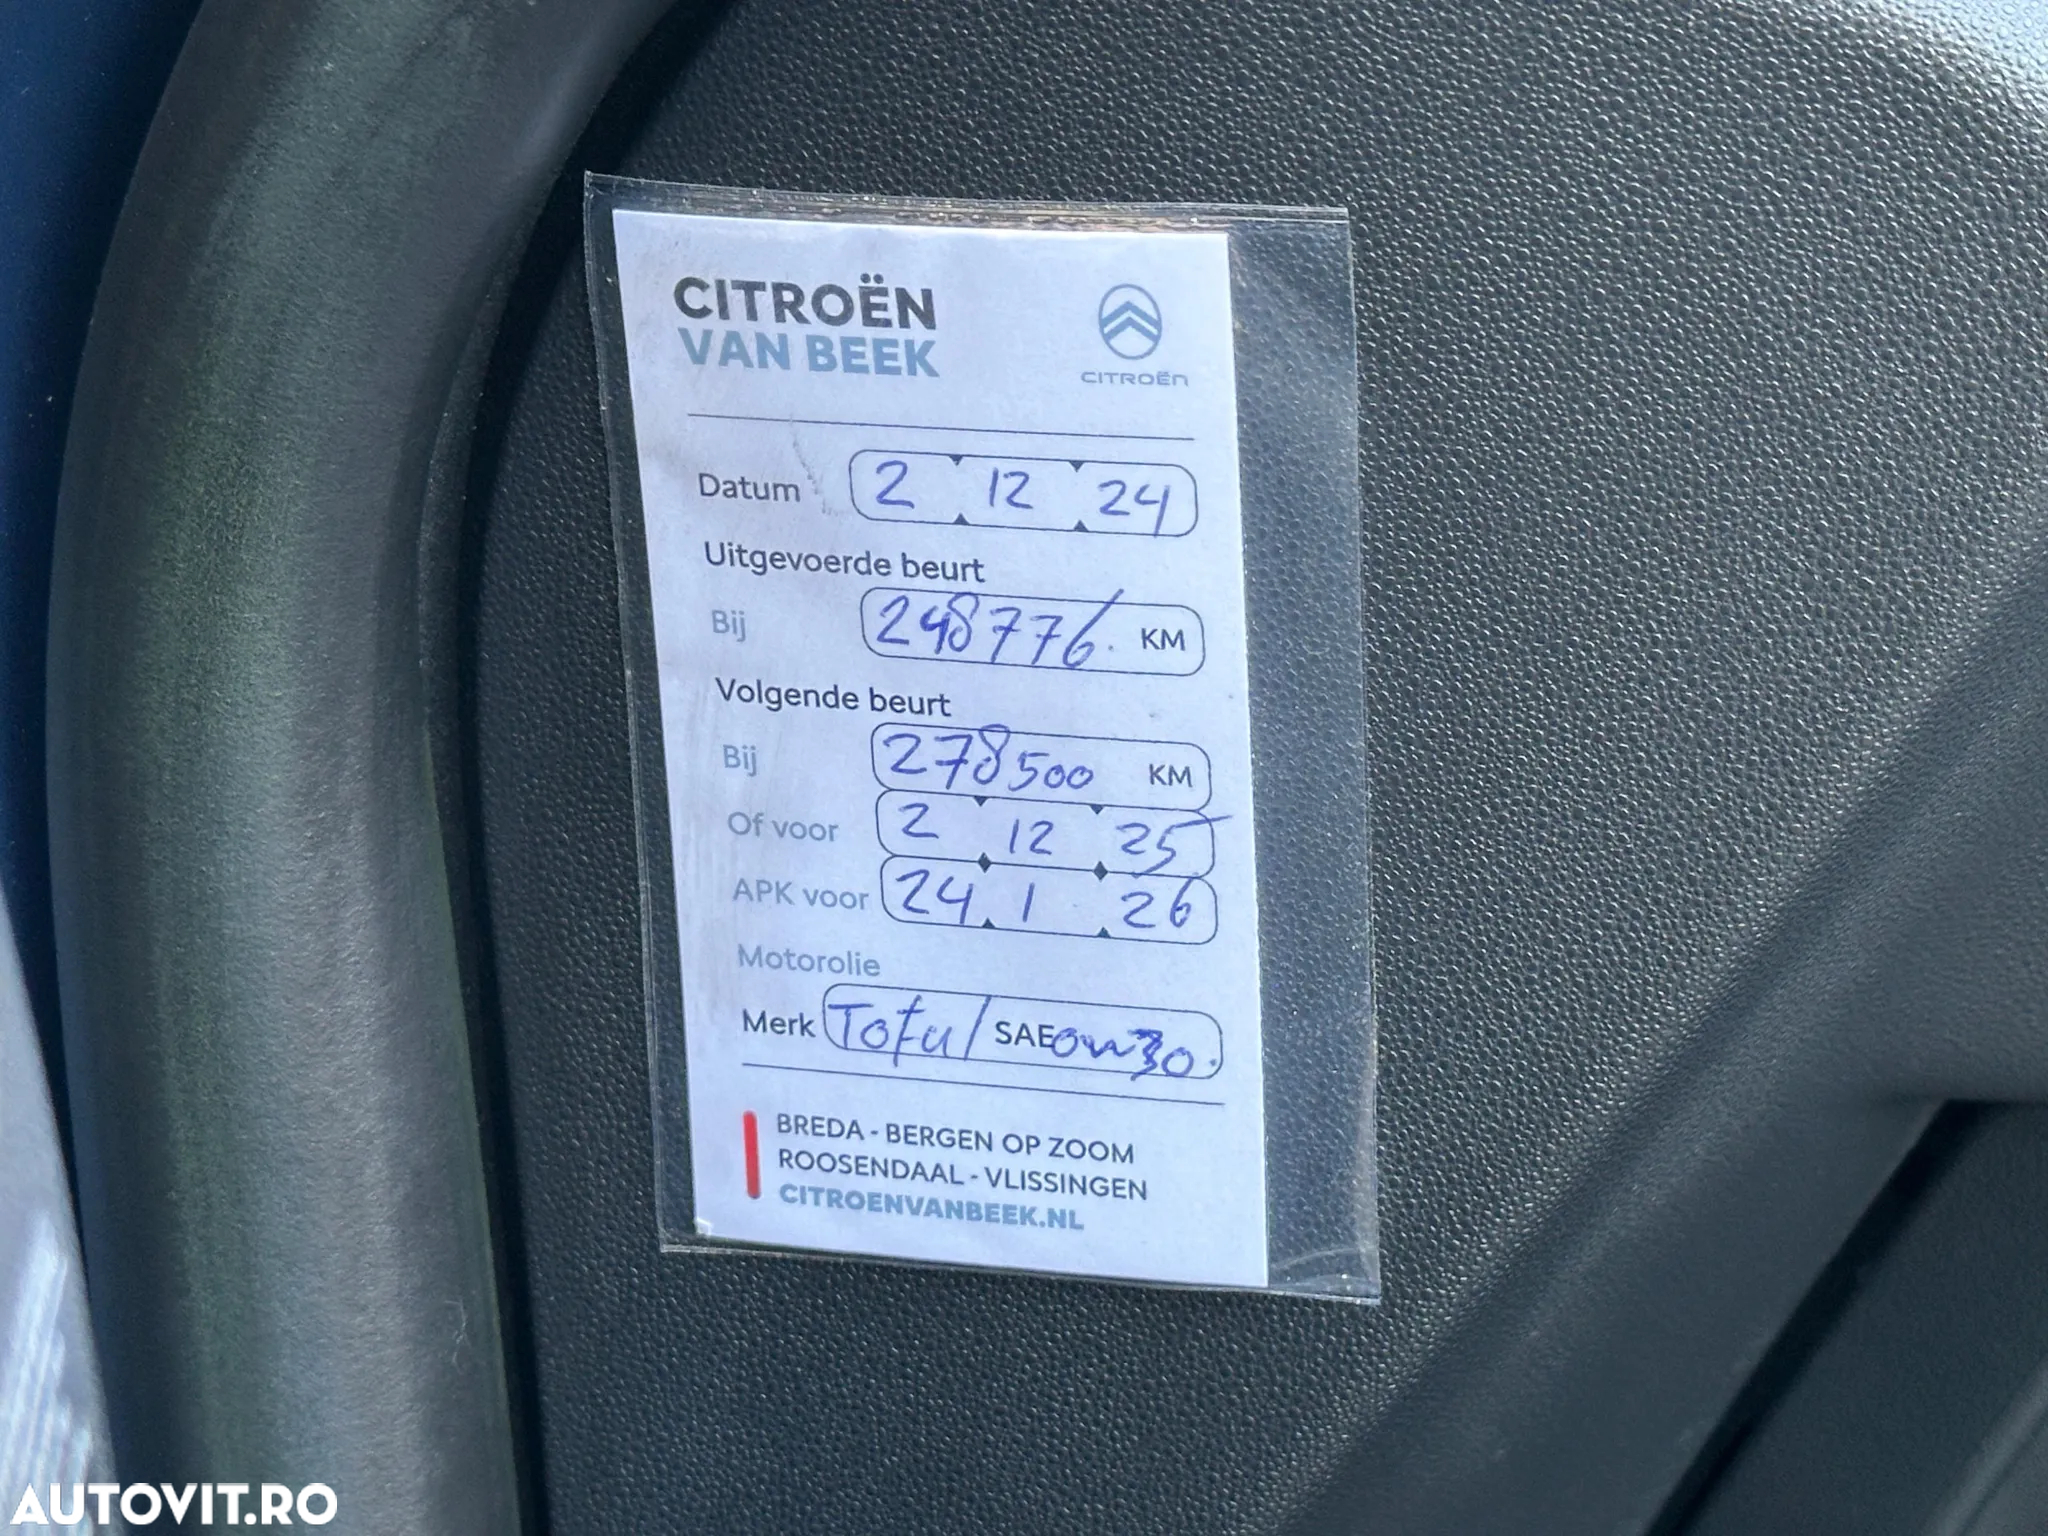 CITROËN
VAN BEEK
CITROËN
Datum 2 12 24
Uitgevoerde beurt
Bij 248776. KM
Volgende beurt
Bij 278500 KM
Of voor 2 12 25
APK voor 24 1 26
Motorolie
Merk Tofu/ SAE 0W30.
BREDA - BERGEN OP ZOOM
ROOSENDAAL - VLISSINGEN
CITROENVANBEEK.NL
AUTOVIT.RO